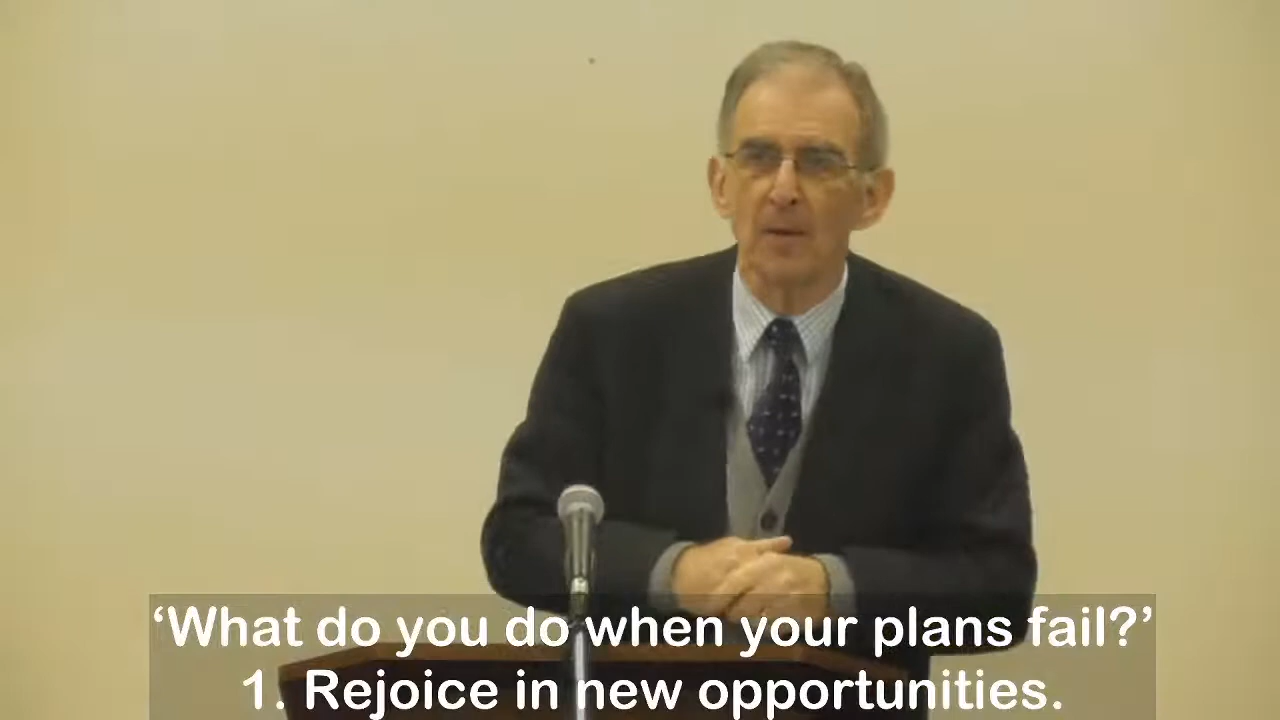 ‘What do you do when your plans fail?’
1. Rejoice in new opportunities.